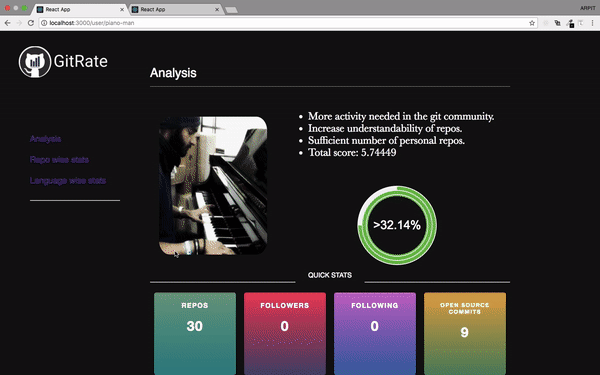 React App
React App
ARPIT
localhost:3000/user/piano-man
GitRate
Analysis
More activity needed in the git community.
Increase understandability of repos.
Sufficient number of personal repos.
Total score: 5.74449
Analysis
Repo wise stats
Language wise stats
>32.14%
QUICK STATS
REPOS
30
FOLLOWERS
0
FOLLOWING
0
OPEN SOURCE
COMMITS
9